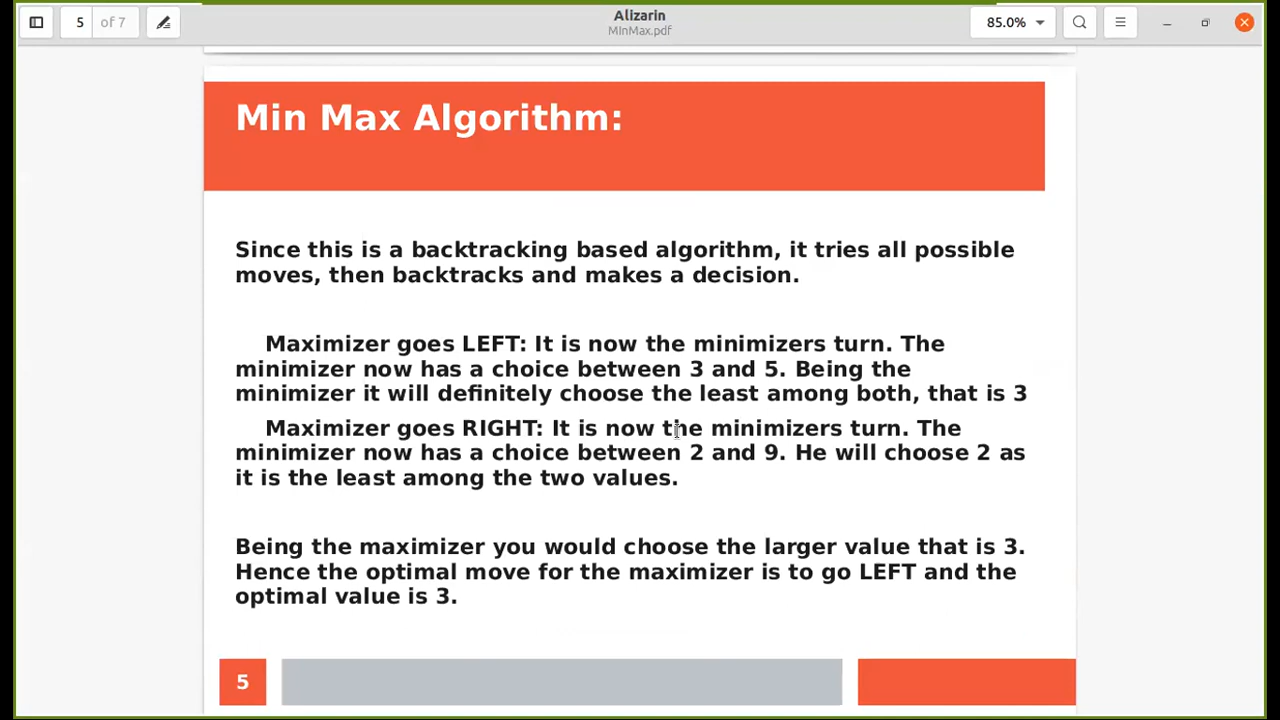 5 of 7
Alizarin
MInMax.pdf
85.0%
Min Max Algorithm:
Since this is a backtracking based algorithm, it tries all possible
moves, then backtracks and makes a decision.
Maximizer goes LEFT: It is now the minimizers turn. The
minimizer now has a choice between 3 and 5. Being the
minimizer it will definitely choose the least among both, that is 3
Maximizer goes RIGHT: It is now the minimizers turn. The
minimizer now has a choice between 2 and 9. He will choose 2 as
it is the least among the two values.
Being the maximizer you would choose the larger value that is 3.
Hence the optimal move for the maximizer is to go LEFT and the
optimal value is 3.
5